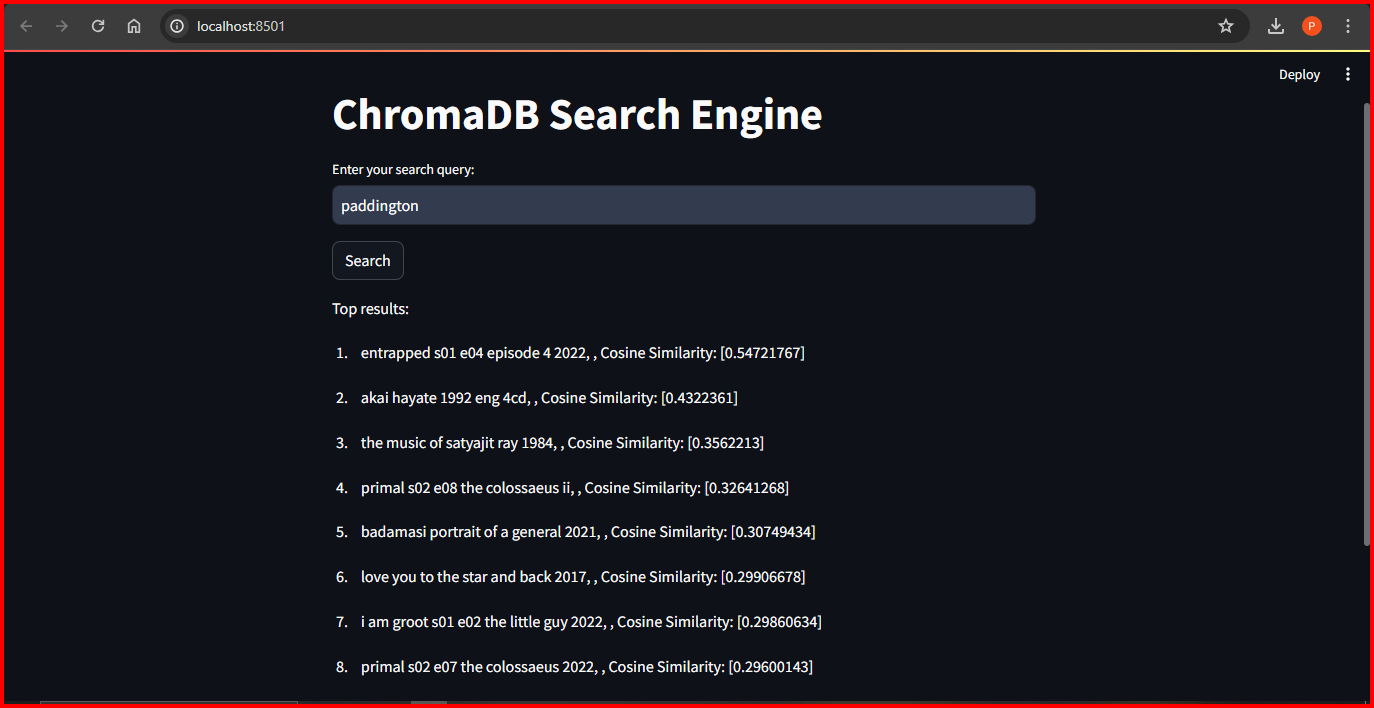 localhost:8501
P
Deploy
ChromaDB Search Engine
Enter your search query:
paddington
Search
Top results:
1. entrapped s01 e04 episode 4 2022, , Cosine Similarity: [0.54721767]
2. akai hayate 1992 eng 4cd, , Cosine Similarity: [0.4322361]
3. the music of satyajit ray 1984, , Cosine Similarity: [0.3562213]
4. primal s02 e08 the colossaeus ii, , Cosine Similarity: [0.32641268]
5. badamasi portrait of a general 2021, , Cosine Similarity: [0.30749434]
6. love you to the star and back 2017, , Cosine Similarity: [0.29906678]
7. i am groot s01 e02 the little guy 2022, , Cosine Similarity: [0.29860634]
8. primal s02 e07 the colossaeus 2022, , Cosine Similarity: [0.29600143]